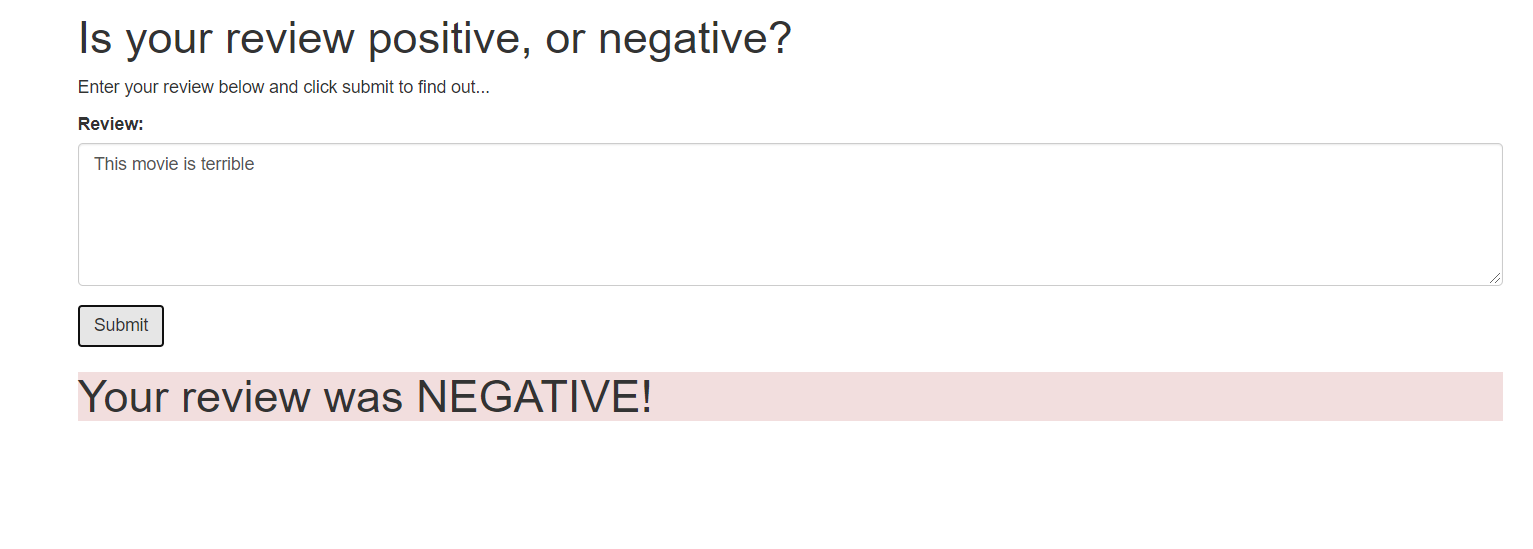 Is your review positive, or negative?
Enter your review below and click submit to find out...
Review:
This movie is terrible
Submit
Your review was NEGATIVE!